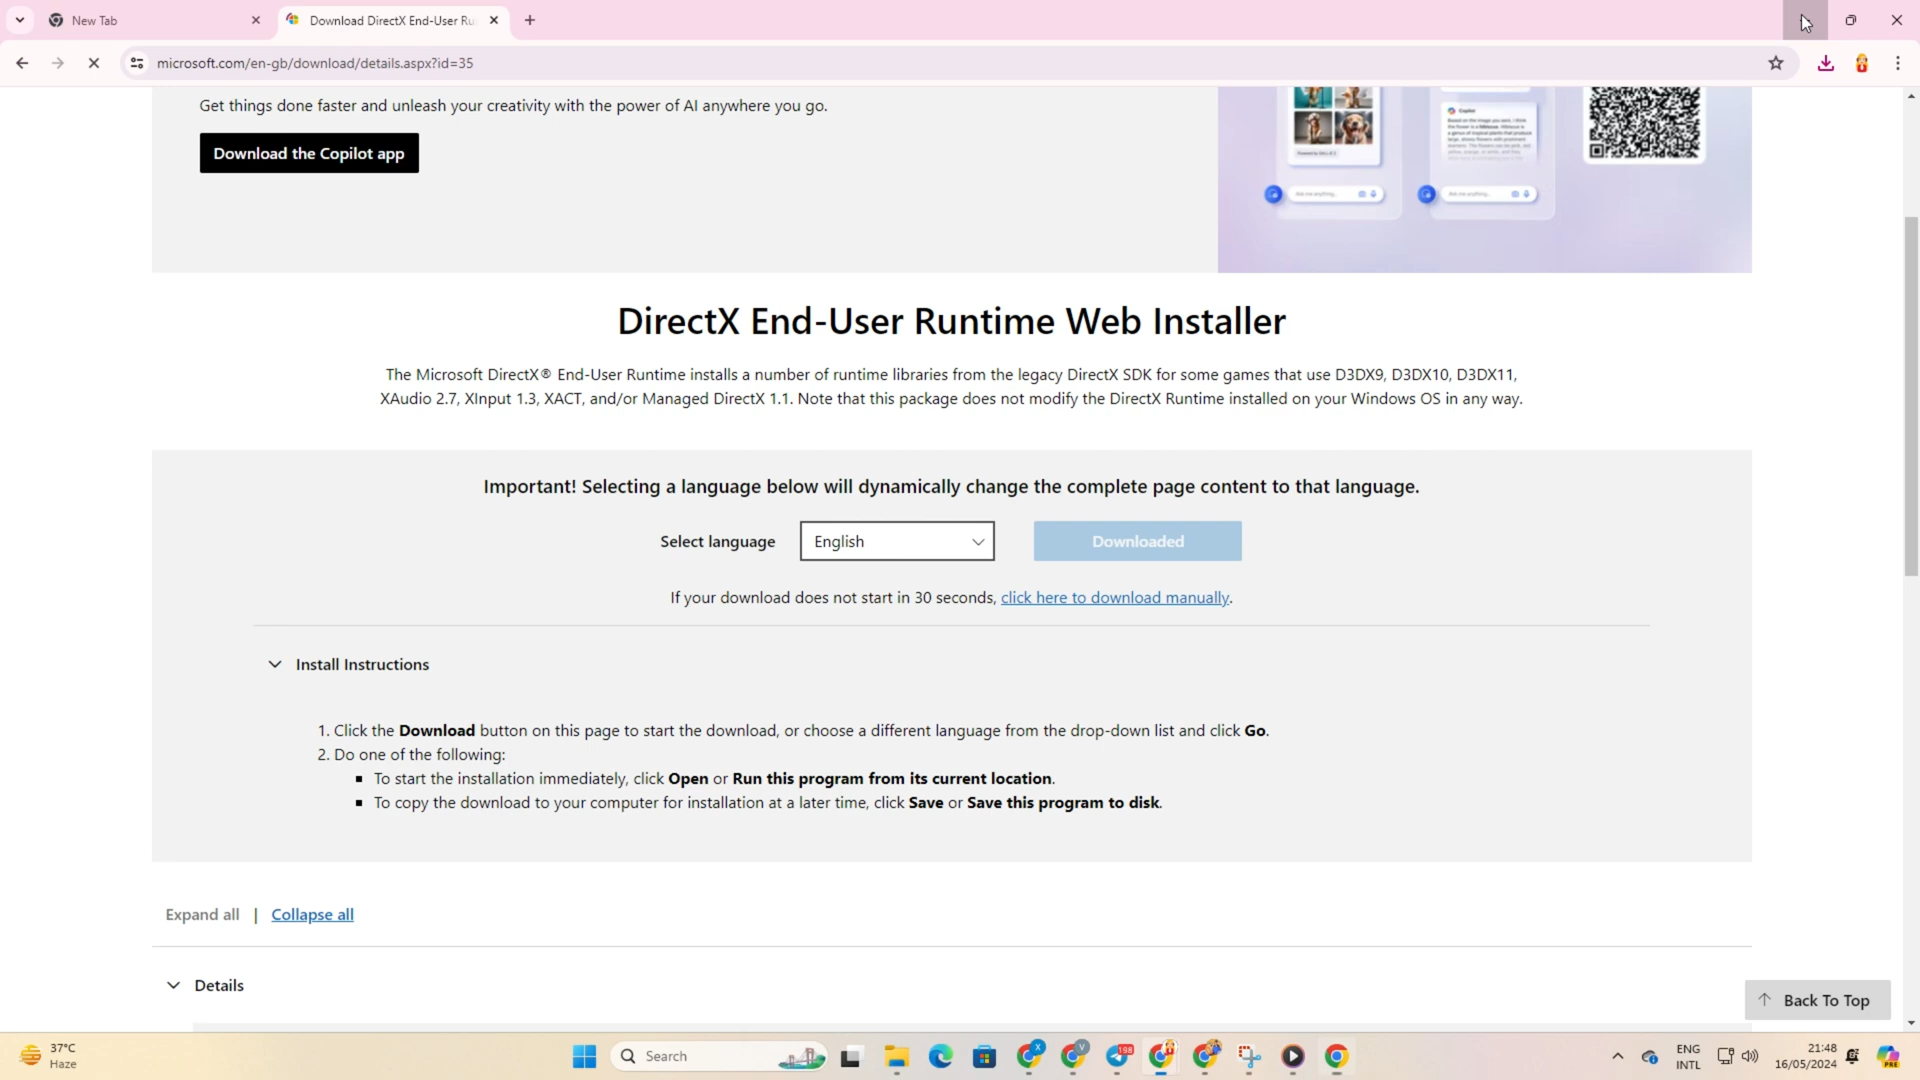 New Tab
Download DirectX End-User Ru
microsoft.com/en-gb/download/details.aspx?id=35
Get things done faster and unleash your creativity with the power of AI anywhere you go.
Download the Copilot app
Copilot
Ask me anything...
Ask me anything...
DirectX End-User Runtime Web Installer
The Microsoft DirectX® End-User Runtime installs a number of runtime libraries from the legacy DirectX SDK for some games that use D3DX9, D3DX10, D3DX11,
XAudio 2.7, XInput 1.3, XACT, and/or Managed DirectX 1.1. Note that this package does not modify the DirectX Runtime installed on your Windows OS in any way.
Important! Selecting a language below will dynamically change the complete page content to that language.
Select language
English
Downloaded
If your download does not start in 30 seconds, click here to download manually.
Install Instructions
1. Click the Download button on this page to start the download, or choose a different language from the drop-down list and click Go.
2. Do one of the following:
▪ To start the installation immediately, click Open or Run this program from its current location.
▪ To copy the download to your computer for installation at a later time, click Save or Save this program to disk.
Expand all | Collapse all
Details
Back To Top
37°C
Haze
Search
X
V
198
ENG
INTL
21:48
16/05/2024
PRE